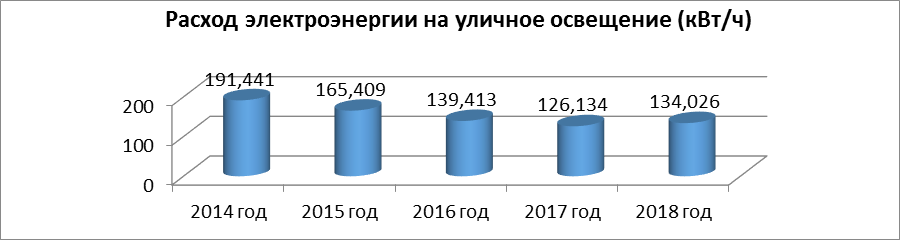 Расход электроэнергии на уличное освещение (кВт/ч)
191,441
165,409
139,413
126,134
134,026
200
100
0
2014 год
2015 год
2016 год
2017 год
2018 год